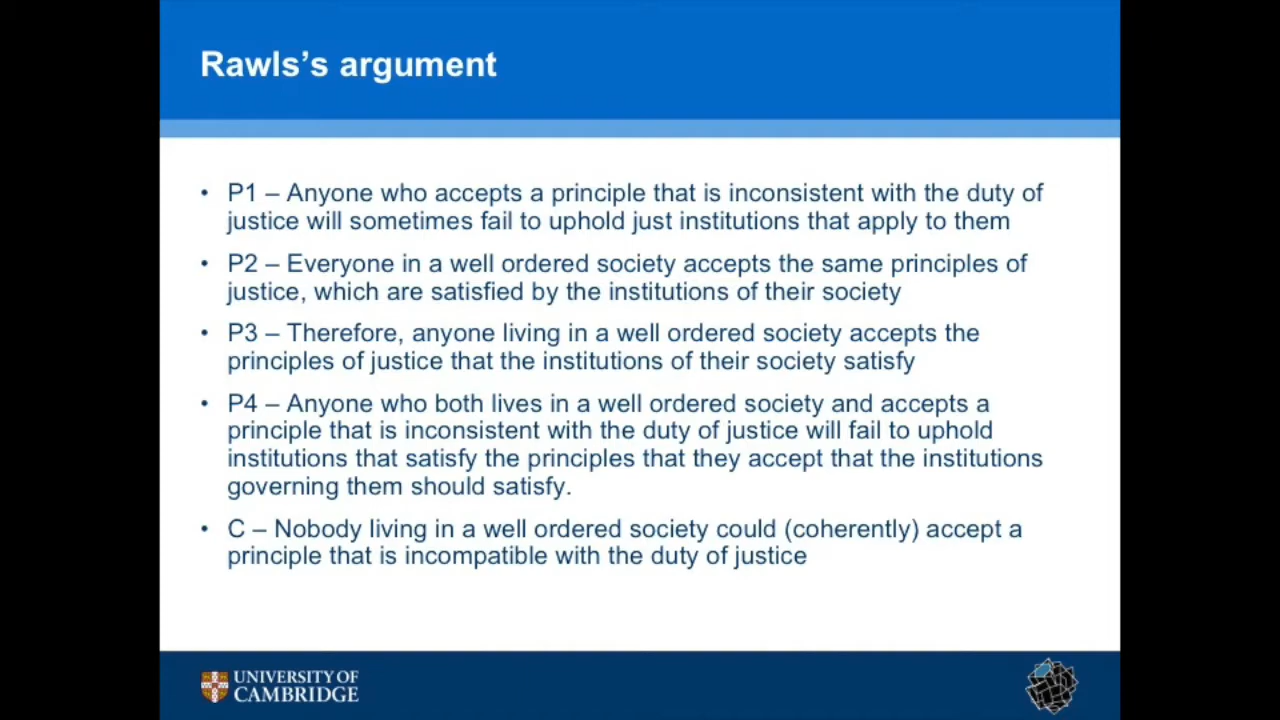 Rawls's argument
• P1 – Anyone who accepts a principle that is inconsistent with the duty of
justice will sometimes fail to uphold just institutions that apply to them
• P2 – Everyone in a well ordered society accepts the same principles of
justice, which are satisfied by the institutions of their society
• P3 – Therefore, anyone living in a well ordered society accepts the
principles of justice that the institutions of their society satisfy
• P4 – Anyone who both lives in a well ordered society and accepts a
principle that is inconsistent with the duty of justice will fail to uphold
institutions that satisfy the principles that they accept that the institutions
governing them should satisfy.
• C – Nobody living in a well ordered society could (coherently) accept a
principle that is incompatible with the duty of justice
UNIVERSITY OF
CAMBRIDGE